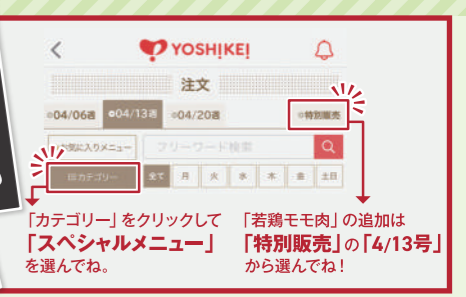 YOSHIKEI
注文
04/06週 04/13週 04/20週 特別販売
お気に入りメニュー フリーワード検索
カテゴリー 全て 月 火 水 木 金 土日
「カテゴリー」をクリックして
「スペシャルメニュー」
を選んでね。
「若鶏モモ肉」の追加は
「特別販売」の「4/13号」
から選んでね!